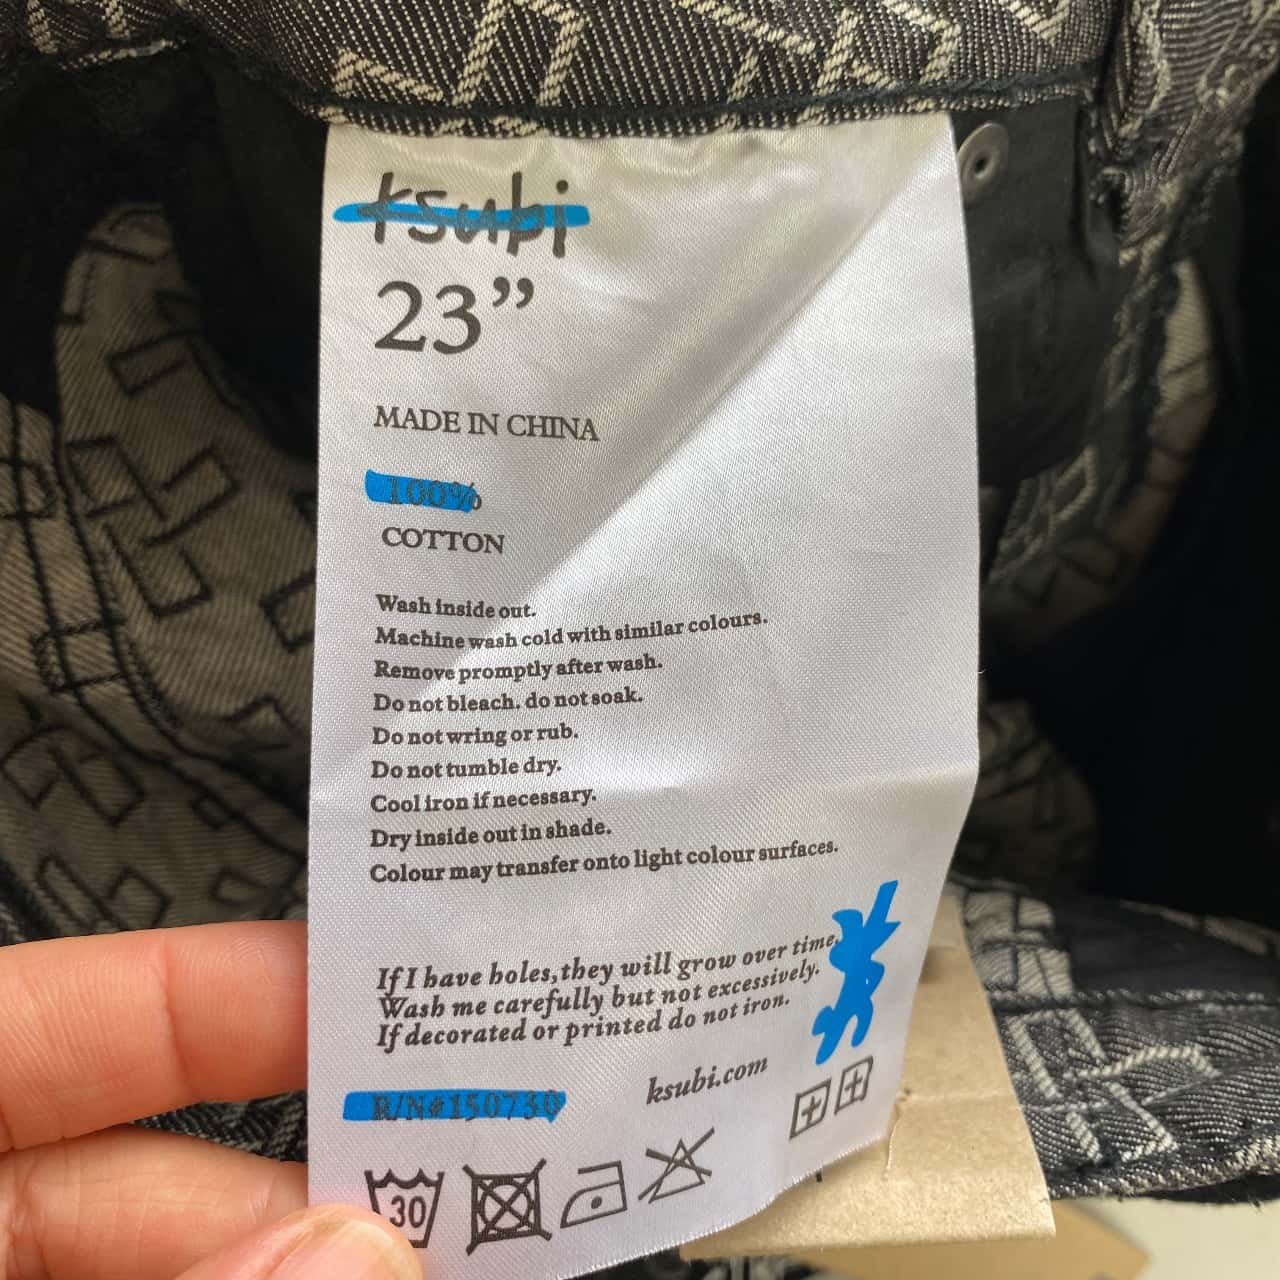 ksubi
23”
MADE IN CHINA
100%
COTTON
Wash inside out.
Machine wash cold with similar colours.
Remove promptly after wash.
Do not bleach. do not soak.
Do not wring or rub.
Do not tumble dry.
Cool iron if necessary.
Dry inside out in shade.
Colour may transfer onto light colour surfaces.
If I have holes, they will grow over time.
Wash me carefully but not excessively.
If decorated or printed do not iron.
ksubi.com
R/N#150730
30